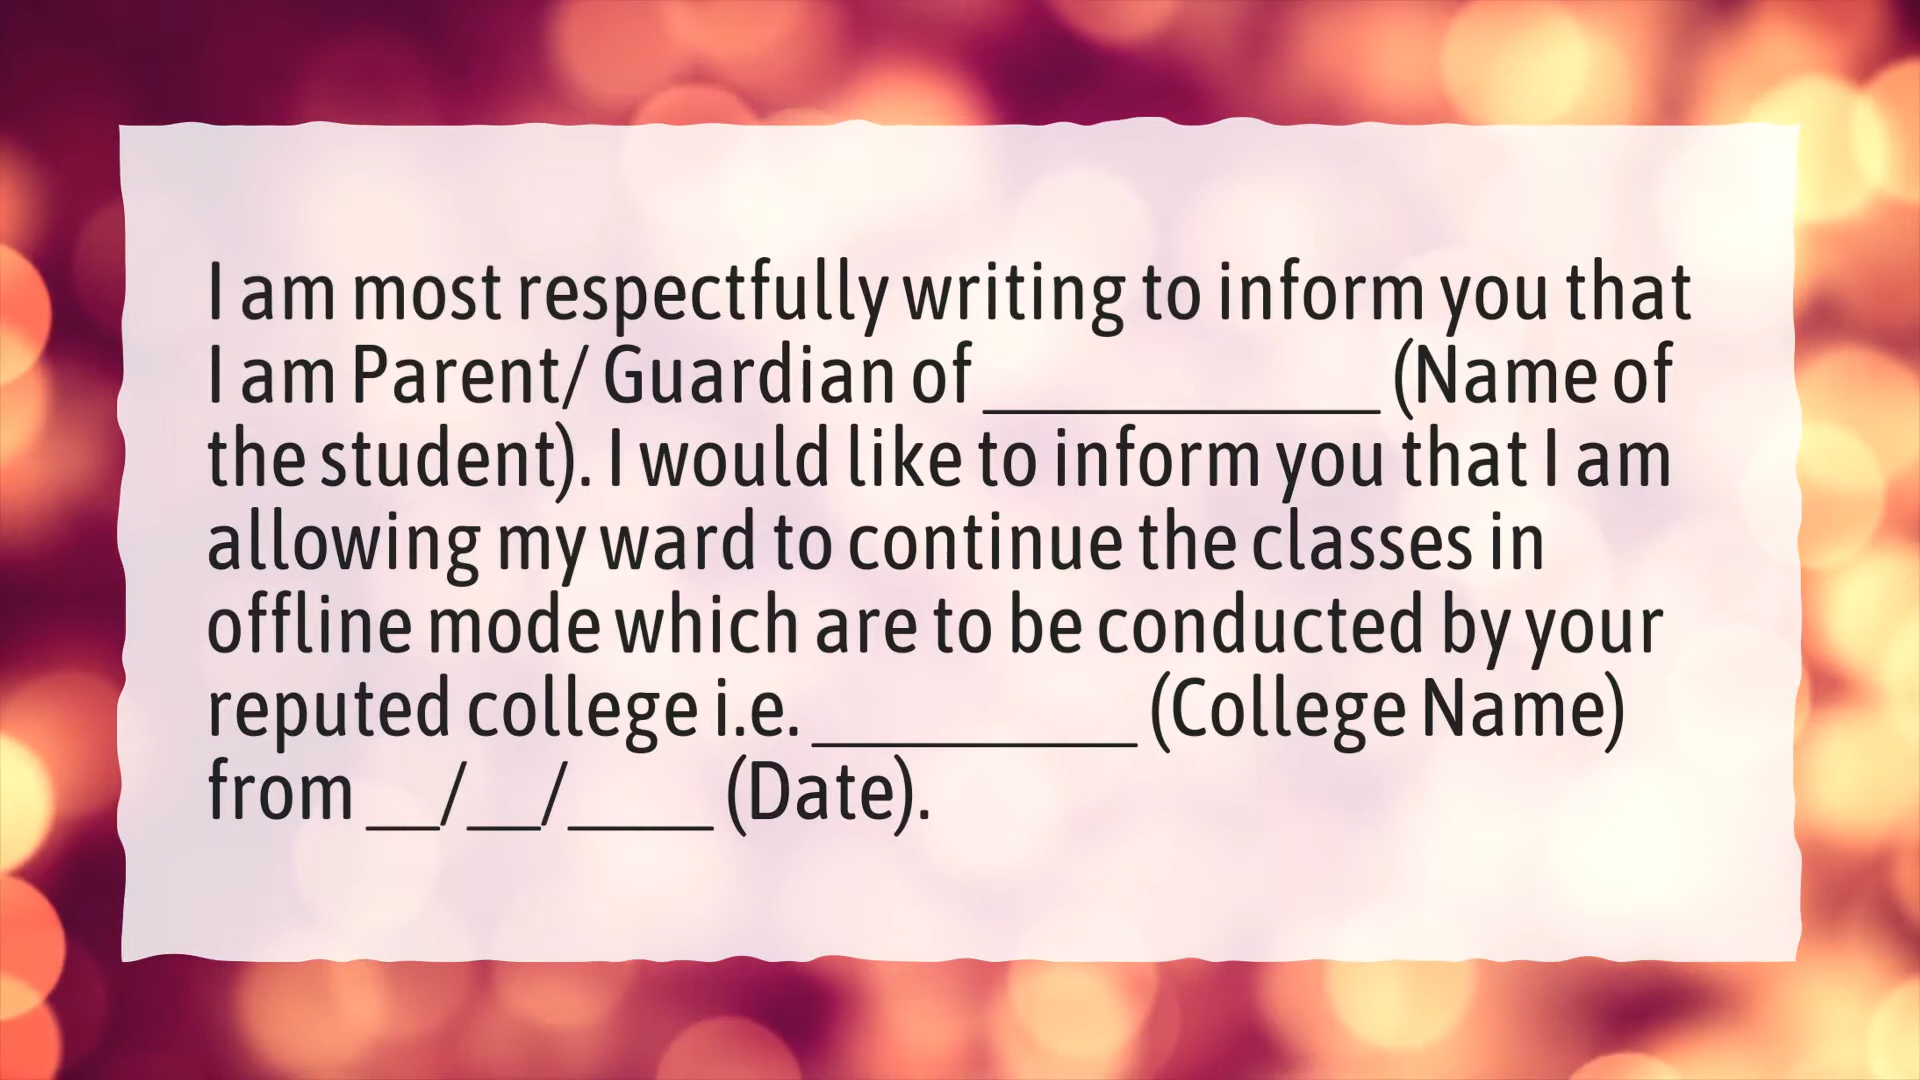 I am most respectfully writing to inform you that
I am Parent/ Guardian of ___________ (Name of
the student). I would like to inform you that I am
allowing my ward to continue the classes in
offline mode which are to be conducted by your
reputed college i.e. _________ (College Name)
from __/__/____ (Date).